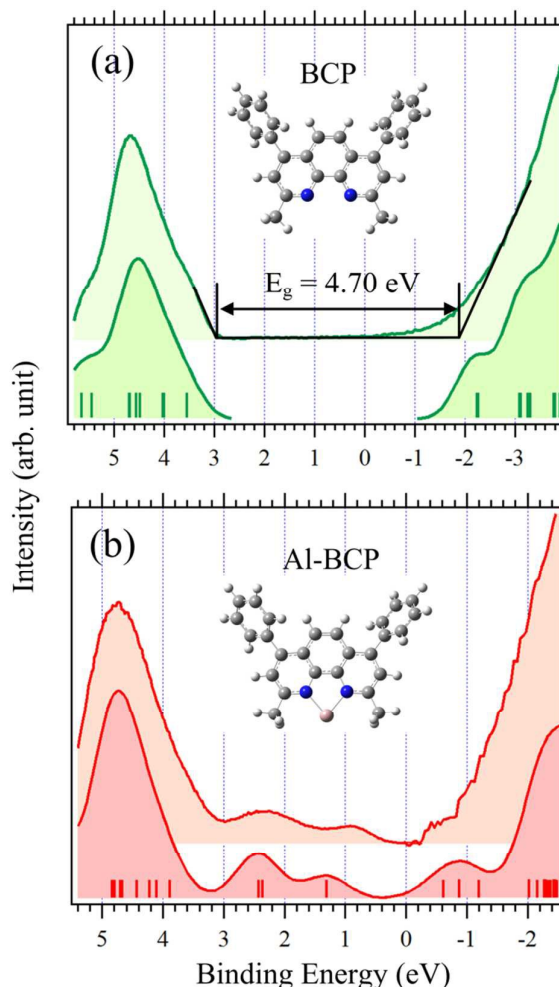 (a)
BCP
E_g = 4.70 eV
5 4 3 2 1 0 -1 -2 -3
Intensity (arb. unit)
(b)
Al-BCP
5 4 3 2 1 0 -1 -2
Binding Energy (eV)